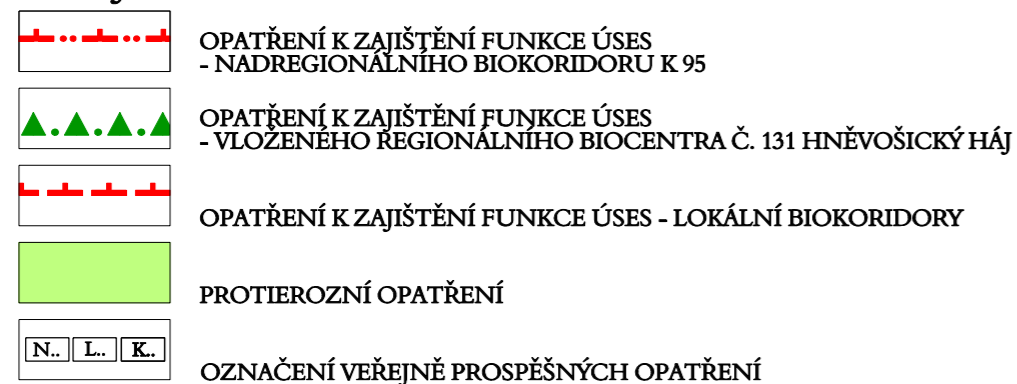 OPATŘENÍ K ZAJIŠTĚNÍ FUNKCE ÚSES
- NADREGIONÁLNÍHO BIOKORIDORU K 95
OPATŘENÍ K ZAJIŠTĚNÍ FUNKCE ÚSES
- VLOŽENÉHO REGIONÁLNÍHO BIOCENTRA Č. 131 HNĚVOŠICKÝ HÁJ
OPATŘENÍ K ZAJIŠTĚNÍ FUNKCE ÚSES - LOKÁLNÍ BIOKORIDORY
PROTIEROZNÍ OPATŘENÍ
N.. L.. K..
OZNAČENÍ VEŘEJNĚ PROSPĚŠNÝCH OPATŘENÍ